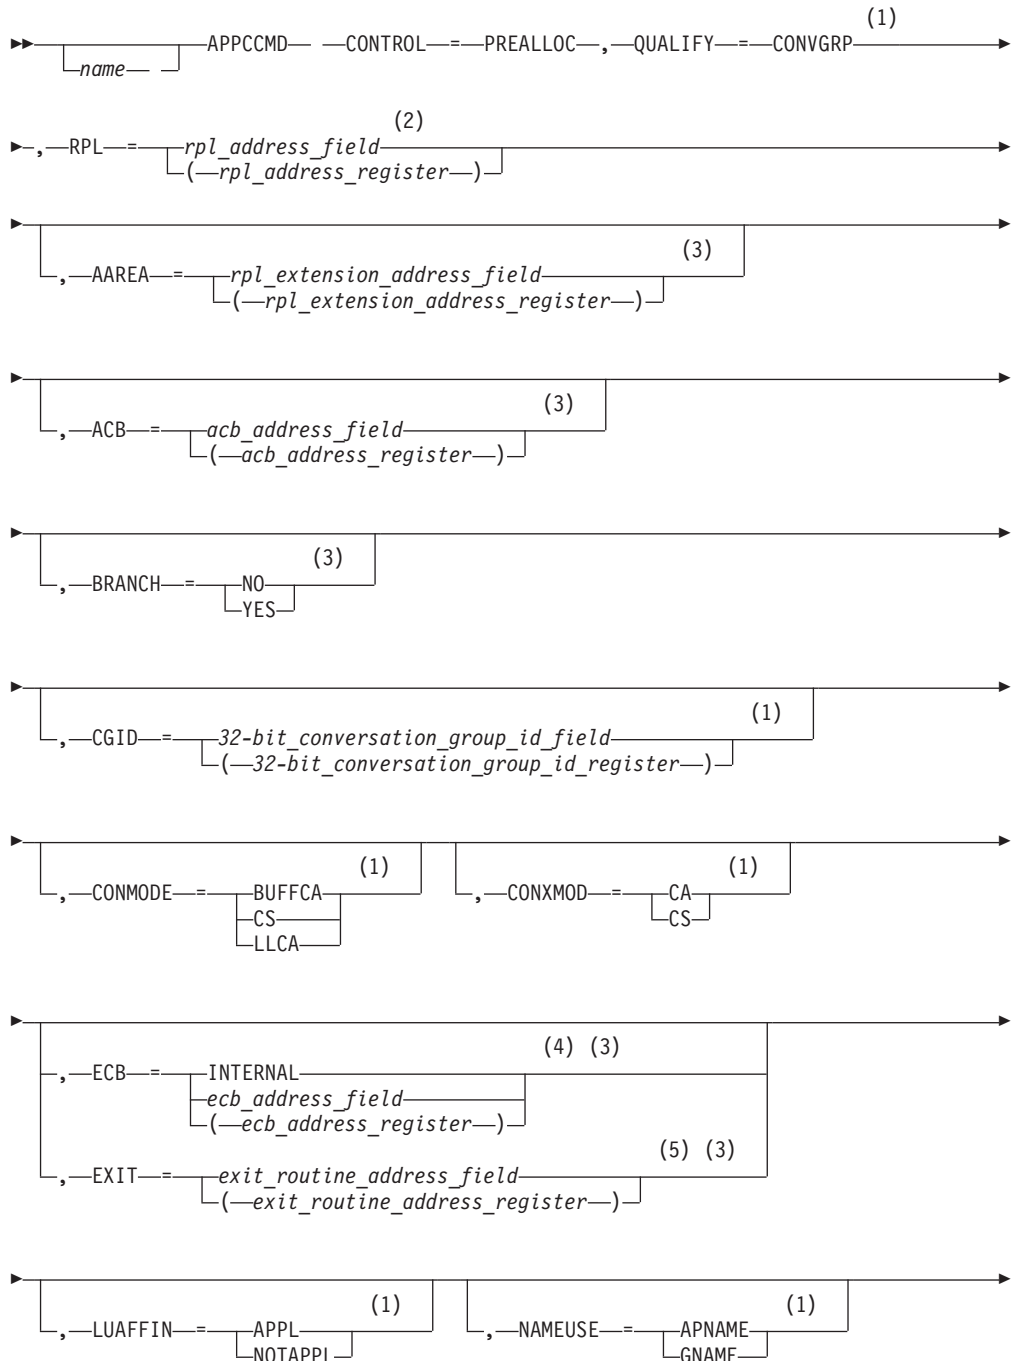 (1)
APPCCMD CONTROL = PREALLOC , QUALIFY = CONVGRP
name
(2)
, RPL = rpl_address_field
( rpl_address_register )
(3)
, AAREA = rpl_extension_address_field
( rpl_extension_address_register )
(3)
, ACB = acb_address_field
( acb_address_register )
(3)
, BRANCH = NO
YES
(1)
, CGID = 32-bit_conversation_group_id_field
( 32-bit_conversation_group_id_register )
(1) (1)
, CONMODE = BUFFCA , CONXMOD = CA
CS CS
LLCA
(4) (3)
, ECB = INTERNAL
ecb_address_field
( ecb_address_register )
(5) (3)
, EXIT = exit_routine_address_field
( exit_routine_address_register )
(1) (1)
, LUAFFIN = APPL , NAMEUSE = APNAME
NOTAPPL GNAME